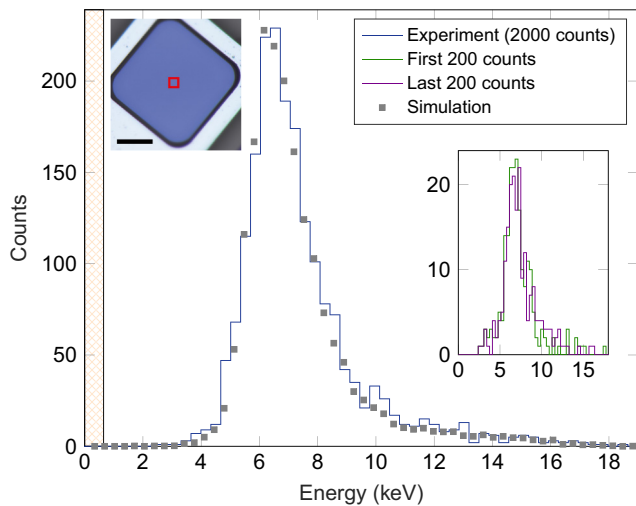 Experiment (2000 counts)
First 200 counts
Last 200 counts
Simulation
200
150
100
50
0
Counts
20
10
0
0 5 10 15
0 2 4 6 8 10 12 14 16 18
Energy (keV)